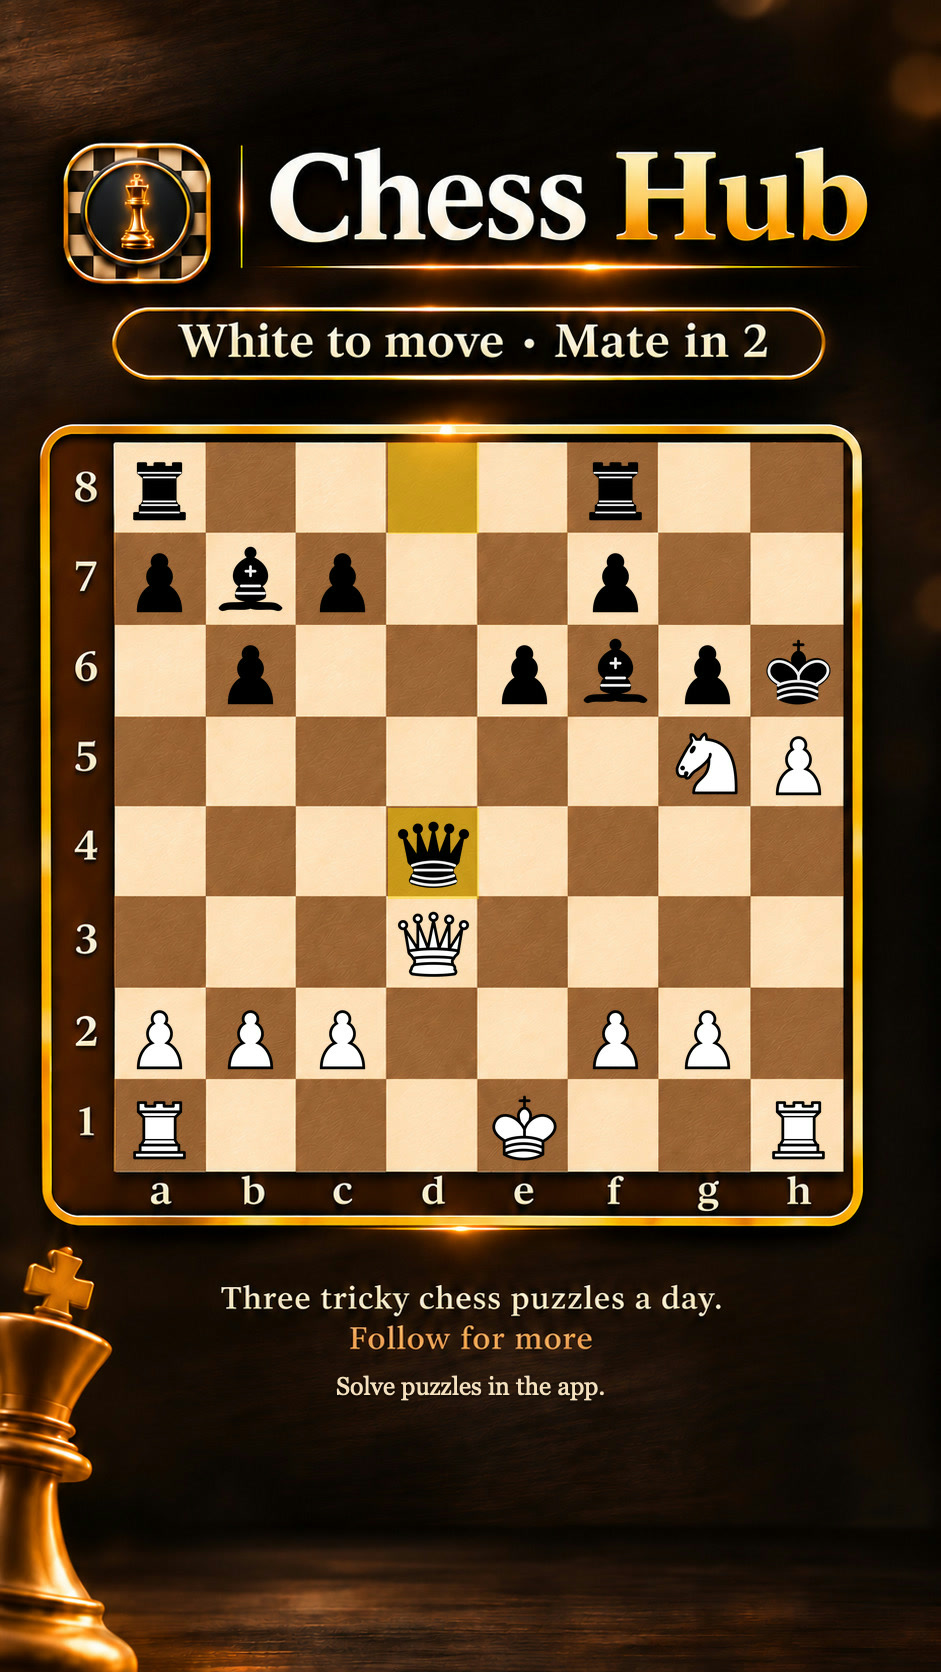 Chess Hub
White to move • Mate in 2
8
7
6
5
4
3
2
1
a b c d e f g h
Three tricky chess puzzles a day.
Follow for more
Solve puzzles in the app.